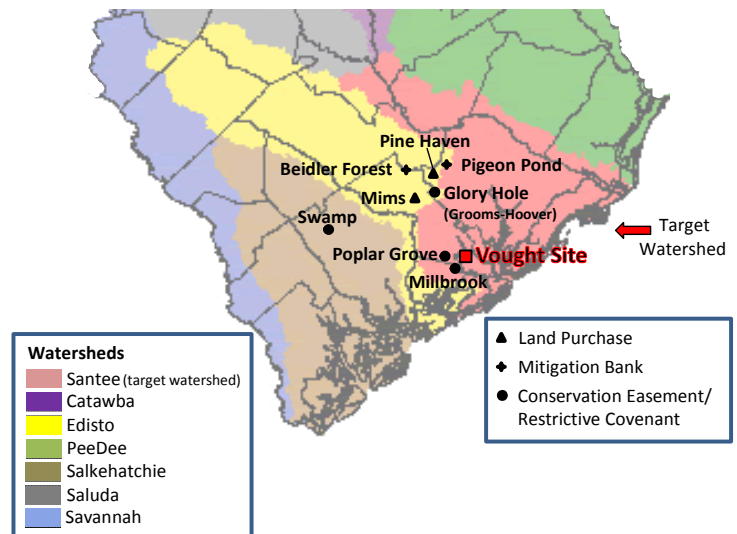 Pine Haven
Pigeon Pond
Beidler Forest
Mims
Glory Hole
(Grooms-Hoover)
Swamp
Target
Watershed
Poplar Grove
Vought Site
Millbrook
Watersheds
Santee (target watershed)
Catawba
Edisto
PeeDee
Salkehatchie
Saluda
Savannah
Land Purchase
Mitigation Bank
Conservation Easement/
Restrictive Covenant